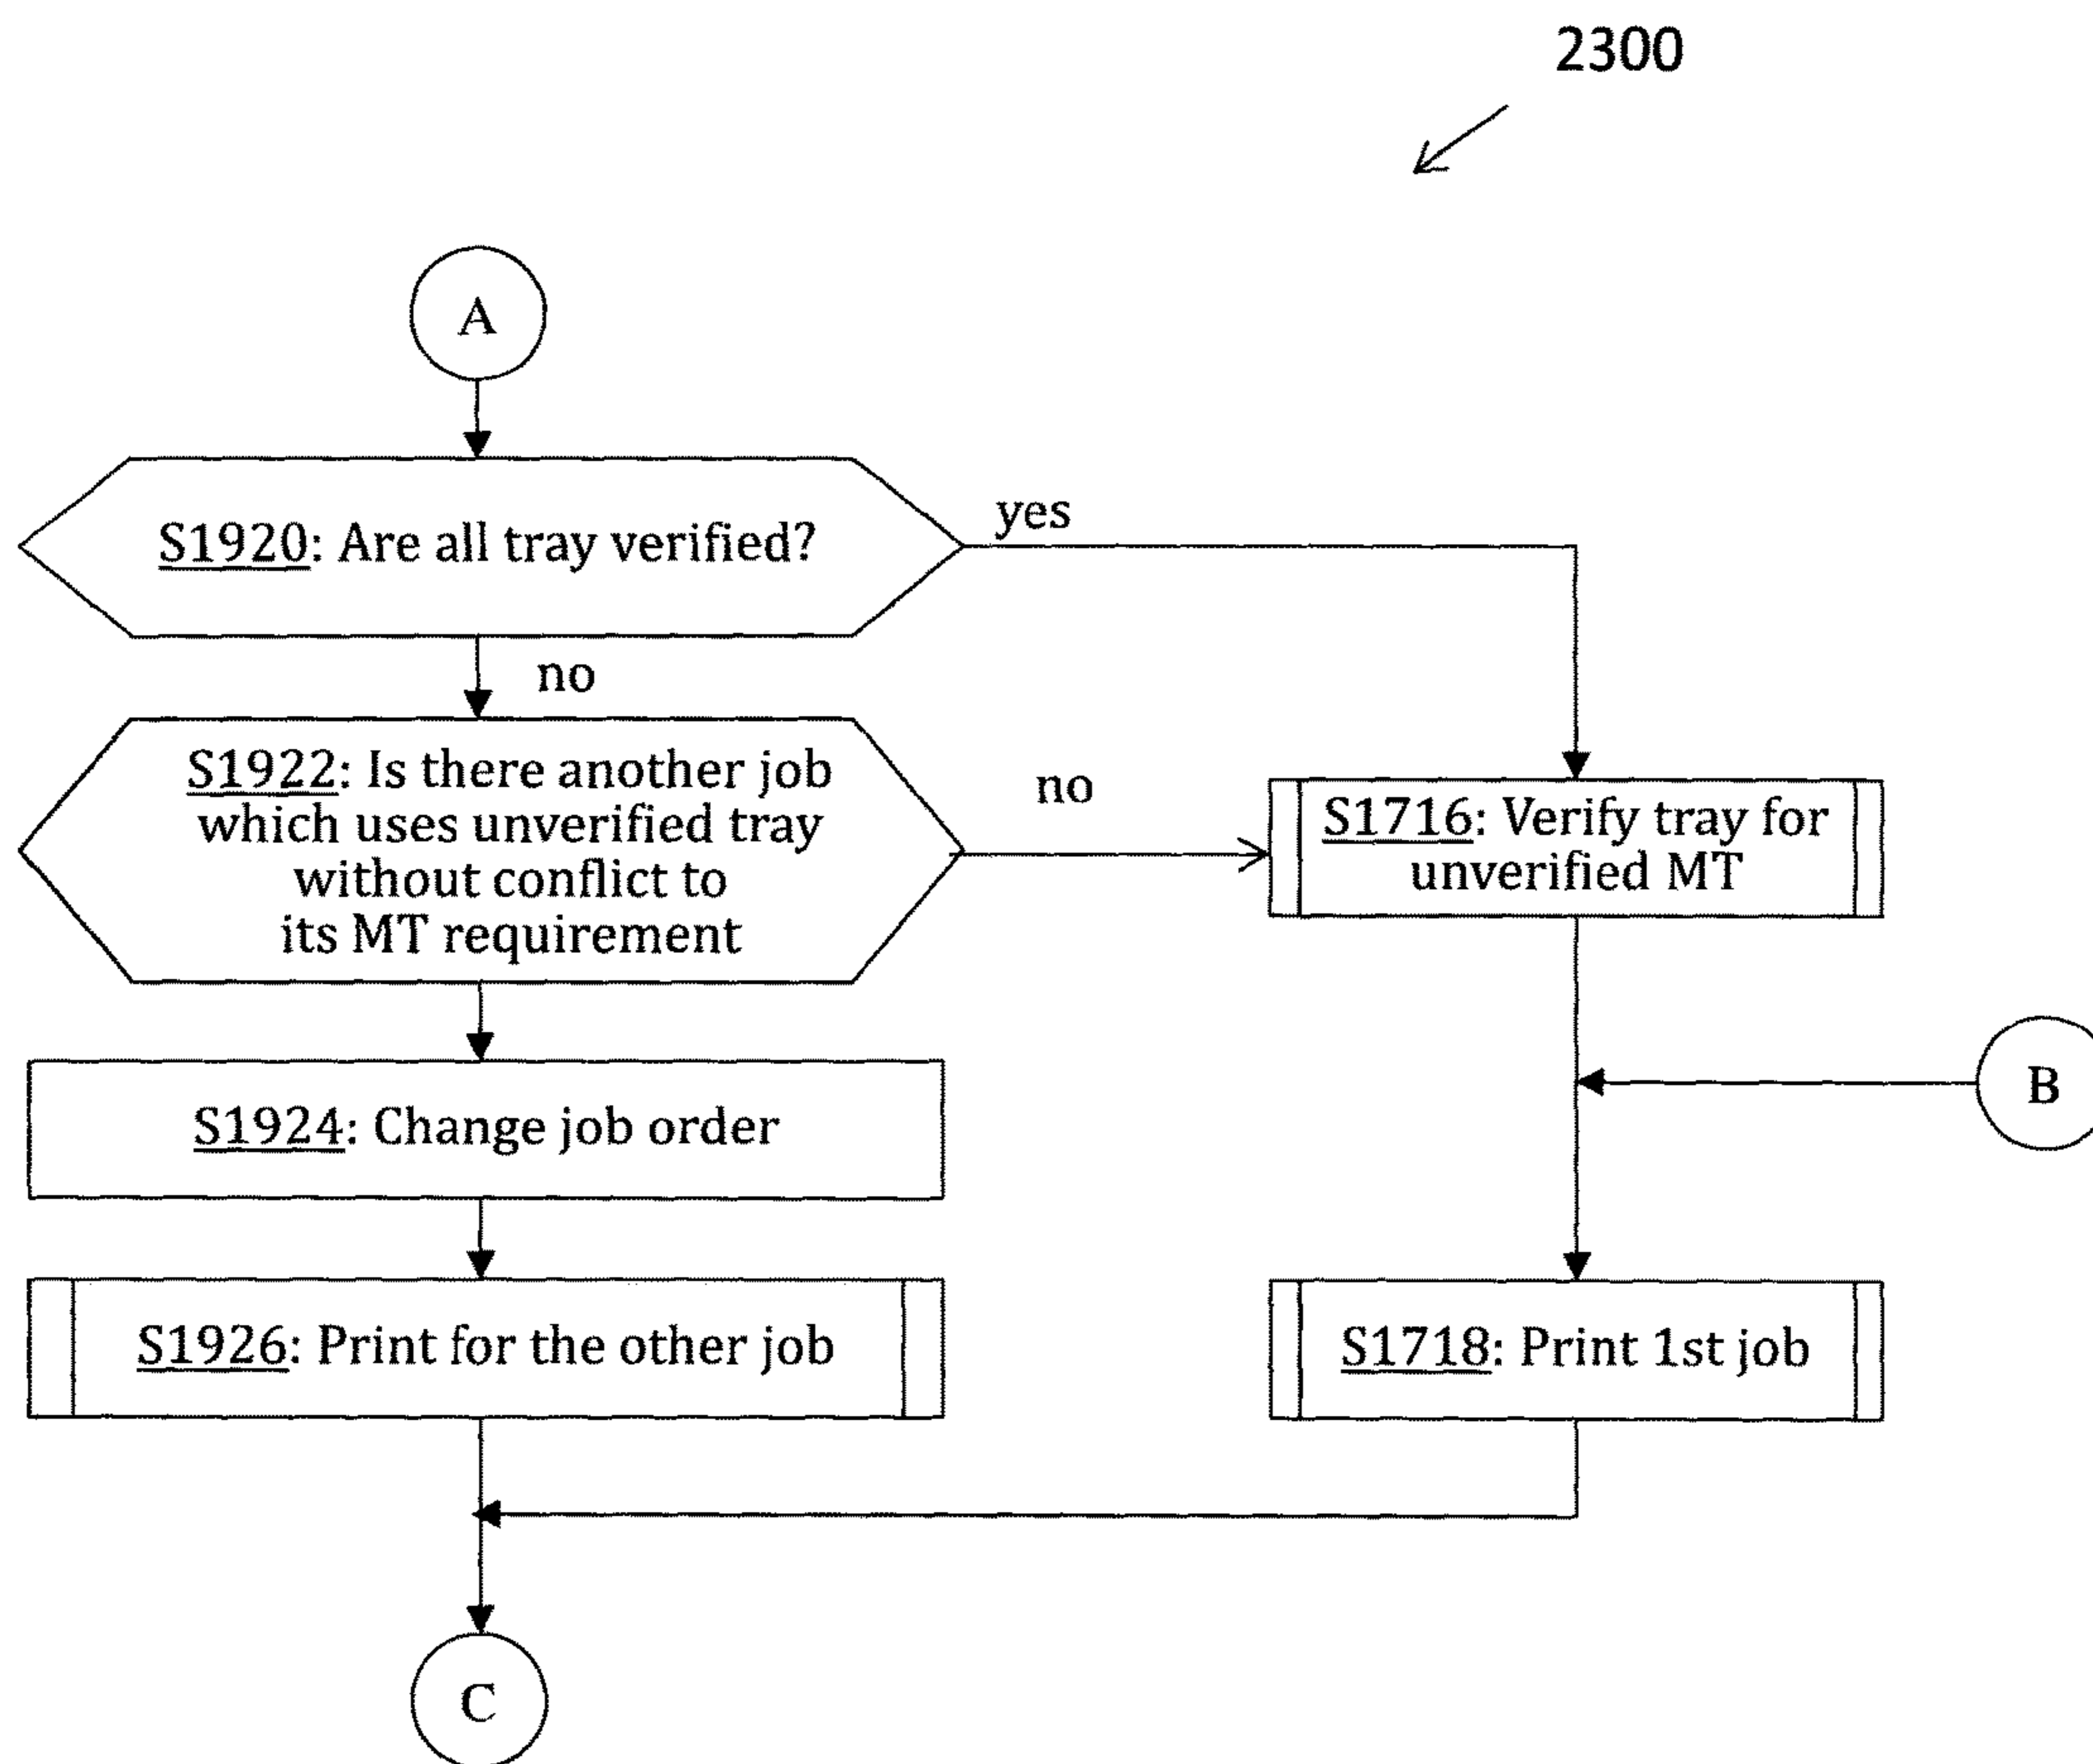 2300
A
S1920: Are all tray verified?
yes
no
S1922: Is there another job
which uses unverified tray
without conflict to
its MT requirement
no
S1716: Verify tray for
unverified MT
B
S1924: Change job order
S1926: Print for the other job
S1718: Print 1st job
C